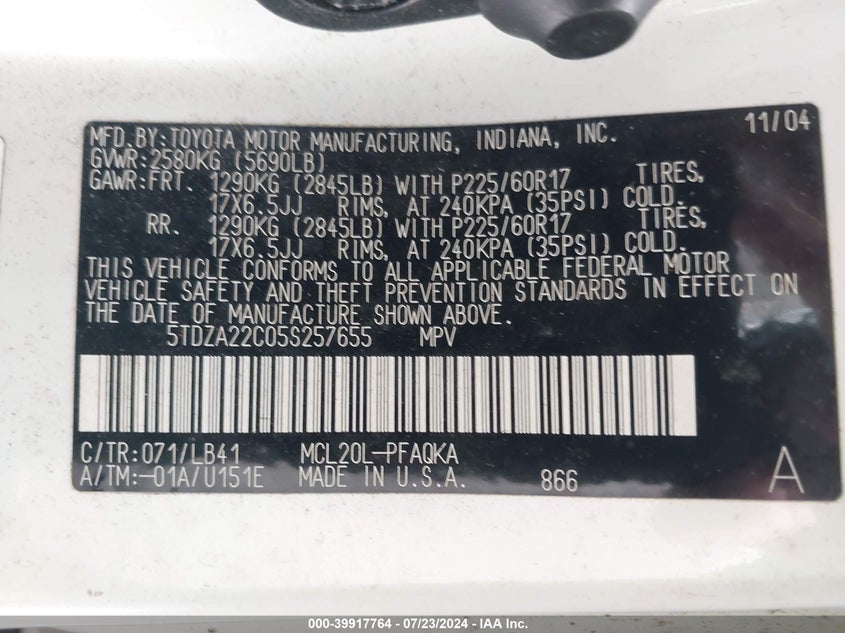 MFD.BY:TOYOTA MOTOR MANUFACTURING, INDIANA, INC. 11/04
GVWR:2580KG (5690LB)
GAWR:FRT. 1290KG (2845LB) WITH P225/60R17 TIRES,
17X6.5JJ RIMS, AT 240KPA (35PSI) COLD.
RR. 1290KG (2845LB) WITH P225/60R17 TIRES,
17X6.5JJ RIMS, AT 240KPA (35PSI) COLD.
THIS VEHICLE CONFORMS TO ALL APPLICABLE FEDERAL MOTOR
VEHICLE SAFETY AND THEFT PREVENTION STANDARDS IN EFFECT ON
THE DATE OF MANUFACTURE SHOWN ABOVE.
5TDZA22C05S257655 MPV
C/TR:071/LB41 MCL20L-PFAQKA
A/TM:-01A/U151E MADE IN U.S.A. 866 A
000-39917764 - 07/23/2024 - IAA Inc.